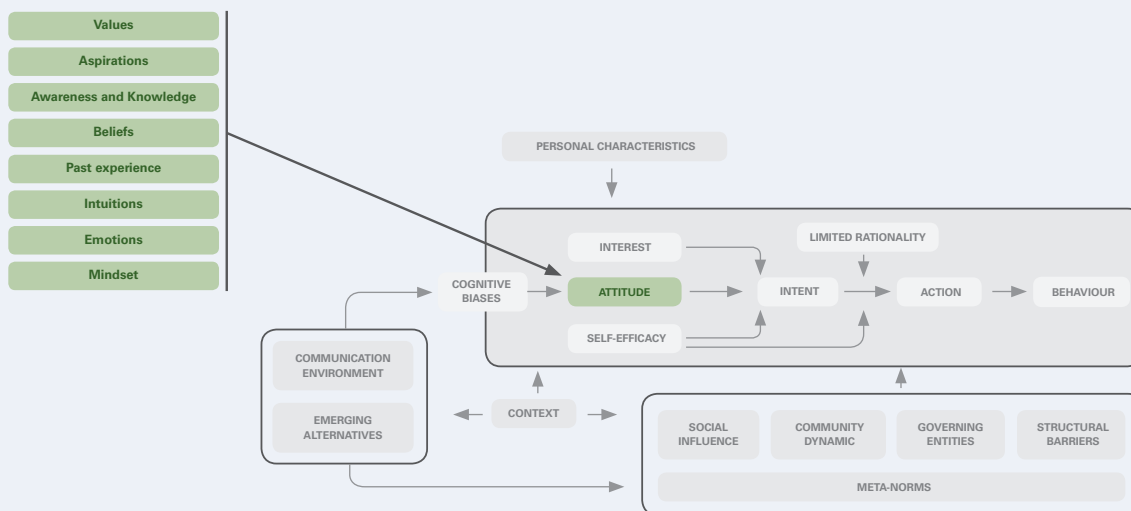 Values
Aspirations
Awareness and Knowledge
Beliefs
Past experience
Intuitions
Emotions
Mindset
PERSONAL CHARACTERISTICS
INTEREST
LIMITED RATIONALITY
COGNITIVE
BIASES
ATTITUDE
INTENT
ACTION
BEHAVIOUR
SELF-EFFICACY
COMMUNICATION
ENVIRONMENT
EMERGING
ALTERNATIVES
CONTEXT
SOCIAL
INFLUENCE
COMMUNITY
DYNAMIC
GOVERNING
ENTITIES
STRUCTURAL
BARRIERS
META-NORMS